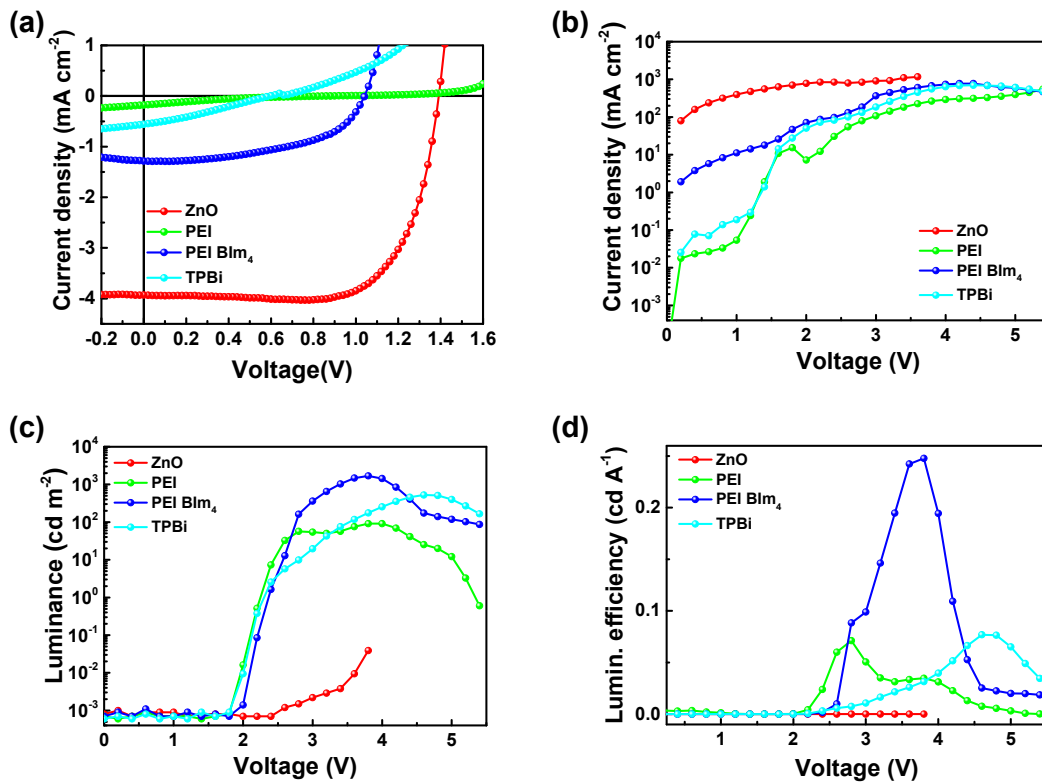 (a)
Current density (mA cm⁻²)
1
0
-1
-2
-3
-4
ZnO
PEI
PEI BIm₄
TPBi
-0.2 0.0 0.2 0.4 0.6 0.8 1.0 1.2 1.4 1.6
Voltage(V)
(b)
Current density (mA cm⁻²)
10⁴
10³
10²
10¹
10⁰
10⁻¹
10⁻²
10⁻³
ZnO
PEI
PEI BIm₄
TPBi
0 1 2 3 4 5
Voltage (V)
(c)
Luminance (cd m⁻²)
10⁴
10³
10²
10¹
10⁰
10⁻¹
10⁻²
10⁻³
ZnO
PEI
PEI BIm₄
TPBi
0 1 2 3 4 5
Voltage (V)
(d)
Lumin. efficiency (cd A⁻¹)
0.2
0.1
0.0
ZnO
PEI
PEI BIm₄
TPBi
1 2 3 4 5
Voltage (V)